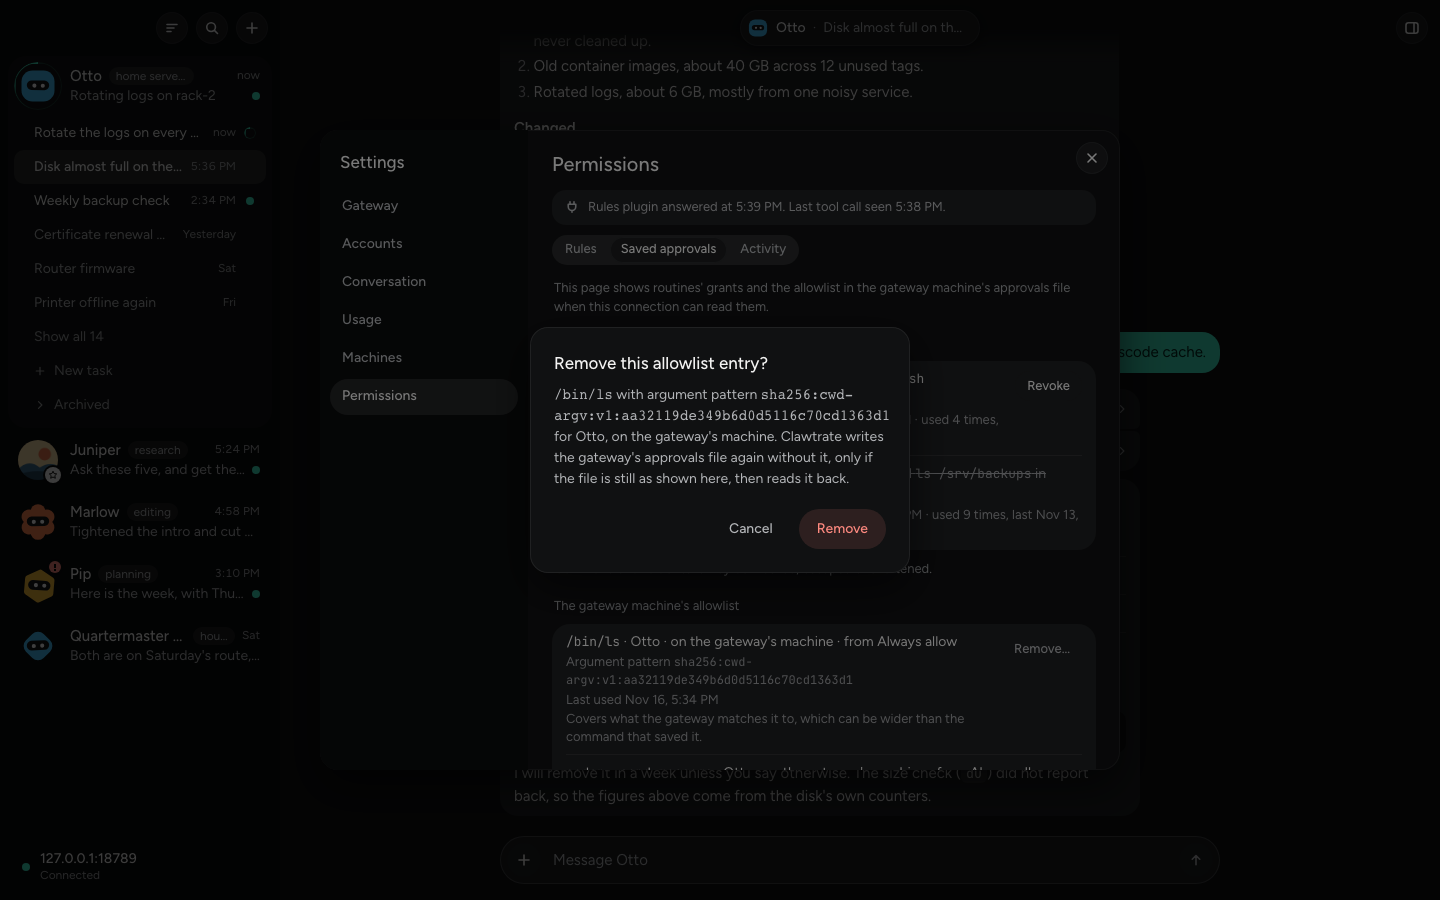 Otto · Disk almost full on th...
Otto home serve... now
Rotating logs on rack-2
Rotate the logs on every ... now
Disk almost full on the... 5:36 PM
Weekly backup check 2:34 PM
Certificate renewal ... Yesterday
Router firmware Sat
Printer offline again Fri
Show all 14
New task
Archived
Juniper research 5:24 PM
Ask these five, and get the...
Marlow editing 4:58 PM
Tightened the intro and cut ...
Pip planning 3:10 PM
Here is the week, with Thu...
Quartermaster ... hou... Sat
Both are on Saturday's route,...
127.0.0.1:18789
Connected
never cleaned up.
2. Old container images, about 40 GB across 12 unused tags.
3. Rotated logs, about 6 GB, mostly from one noisy service.
Changed
scode cache.
Settings
Gateway
Accounts
Conversation
Usage
Machines
Permissions
Permissions
Rules plugin answered at 5:39 PM. Last tool call seen 5:38 PM.
Rules Saved approvals Activity
This page shows routines' grants and the allowlist in the gateway machine's approvals file
when this connection can read them.
sh
Revoke
· used 4 times,
ls /srv/backups in
PM · used 9 times, last Nov 13,
ened.
Remove this allowlist entry?
/bin/ls with argument pattern sha256:cwd-
argv:v1:aa32119de349b6d0d5116c70cd1363d1
for Otto, on the gateway's machine. Clawtrate writes
the gateway's approvals file again without it, only if
the file is still as shown here, then reads it back.
Cancel Remove
The gateway machine's allowlist
/bin/ls · Otto · on the gateway's machine · from Always allow
Remove...
Argument pattern sha256:cwd-
argv:v1:aa32119de349b6d0d5116c70cd1363d1
Last used Nov 16, 5:34 PM
Covers what the gateway matches it to, which can be wider than the
command that saved it.
I will remove it in a week unless you say otherwise. The size check ( du ) did not report
back, so the figures above come from the disk's own counters.
Message Otto